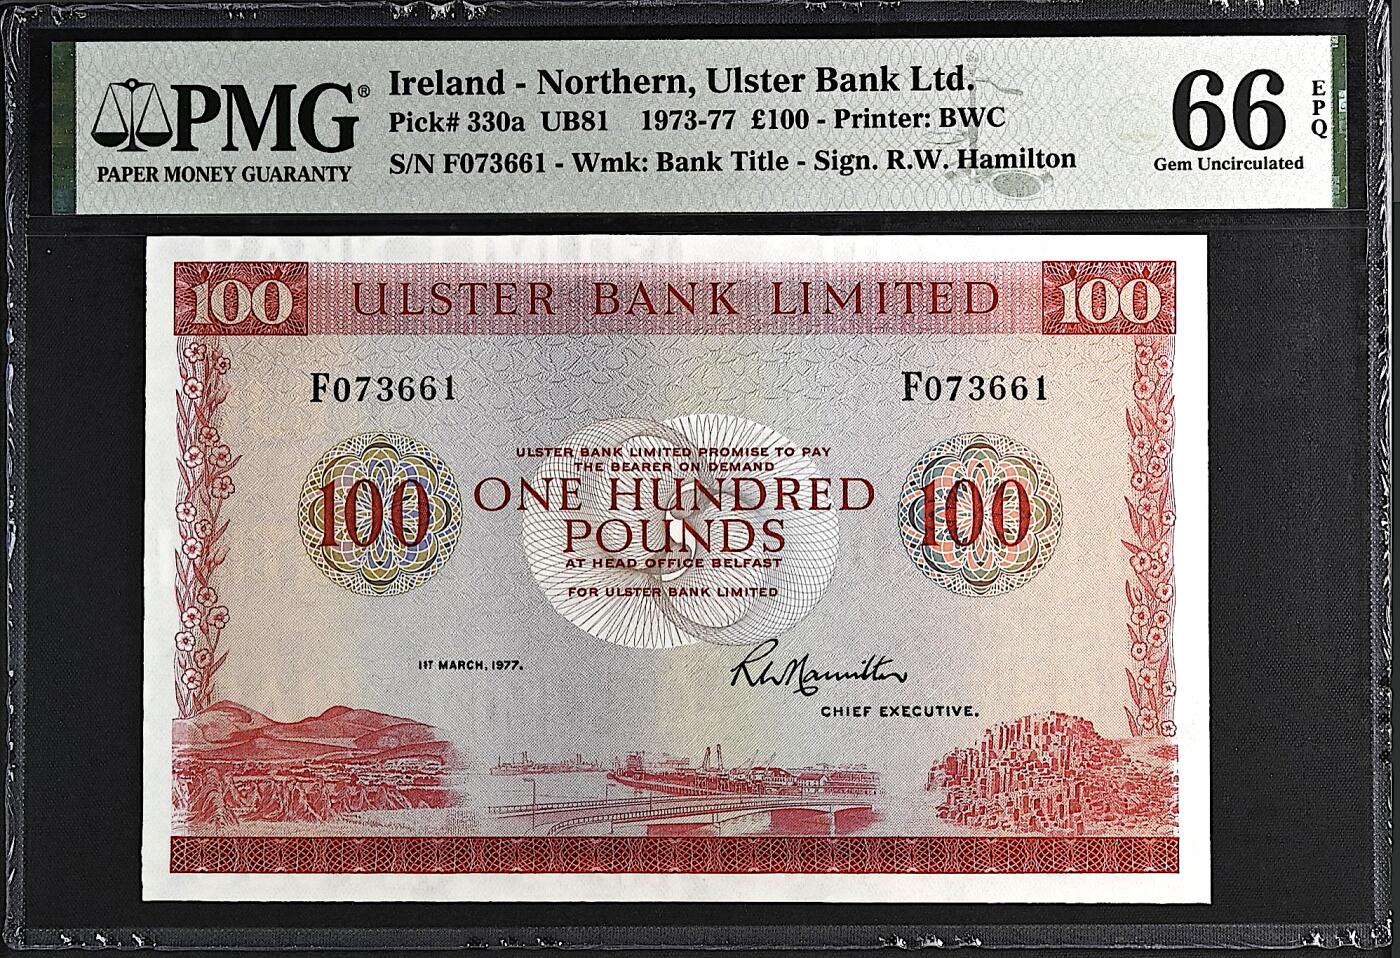 PMG®
PAPER MONEY GUARANTY
Ireland - Northern, Ulster Bank Ltd.
Pick# 330a UB81 1973-77 £100 - Printer: BWC
S/N F073661 - Wmk: Bank Title - Sign. R.W. Hamilton
66 EPQ
Gem Uncirculated
100 ULSTER BANK LIMITED 100
F073661 F073661
ULSTER BANK LIMITED PROMISE TO PAY
THE BEARER ON DEMAND
100 ONE HUNDRED 100
POUNDS
AT HEAD OFFICE BELFAST
FOR ULSTER BANK LIMITED
1ST MARCH, 1977.
RW Hamilton
CHIEF EXECUTIVE.